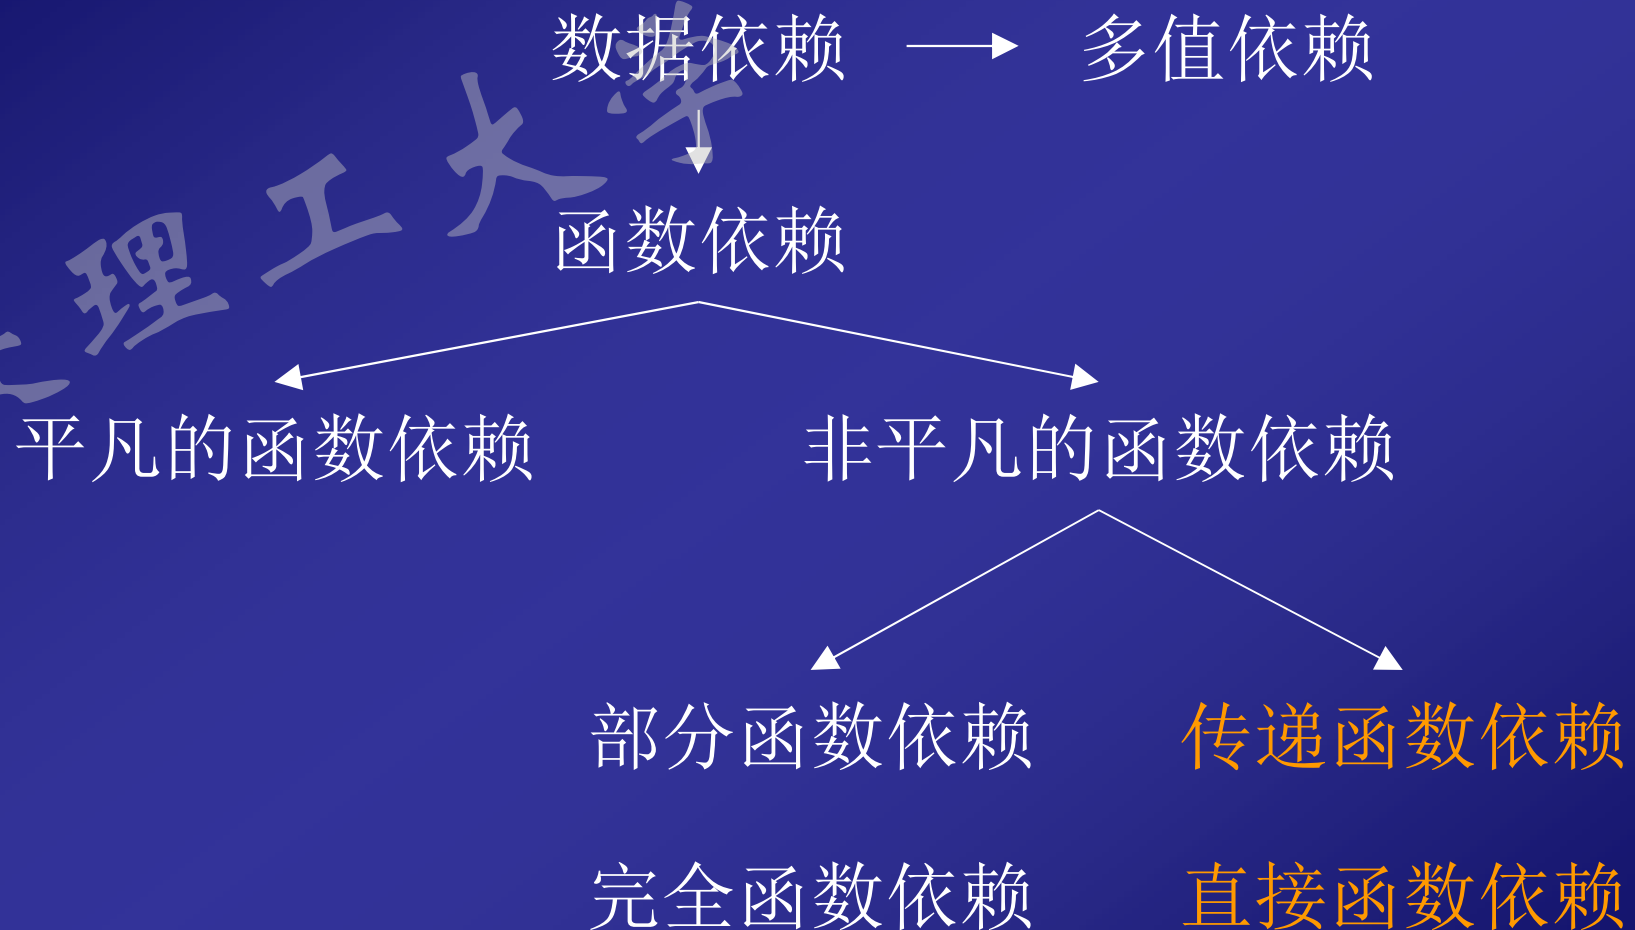 数据依赖 多值依赖
函数依赖
平凡的函数依赖 非平凡的函数依赖
部分函数依赖 传递函数依赖
完全函数依赖 直接函数依赖
理工大学